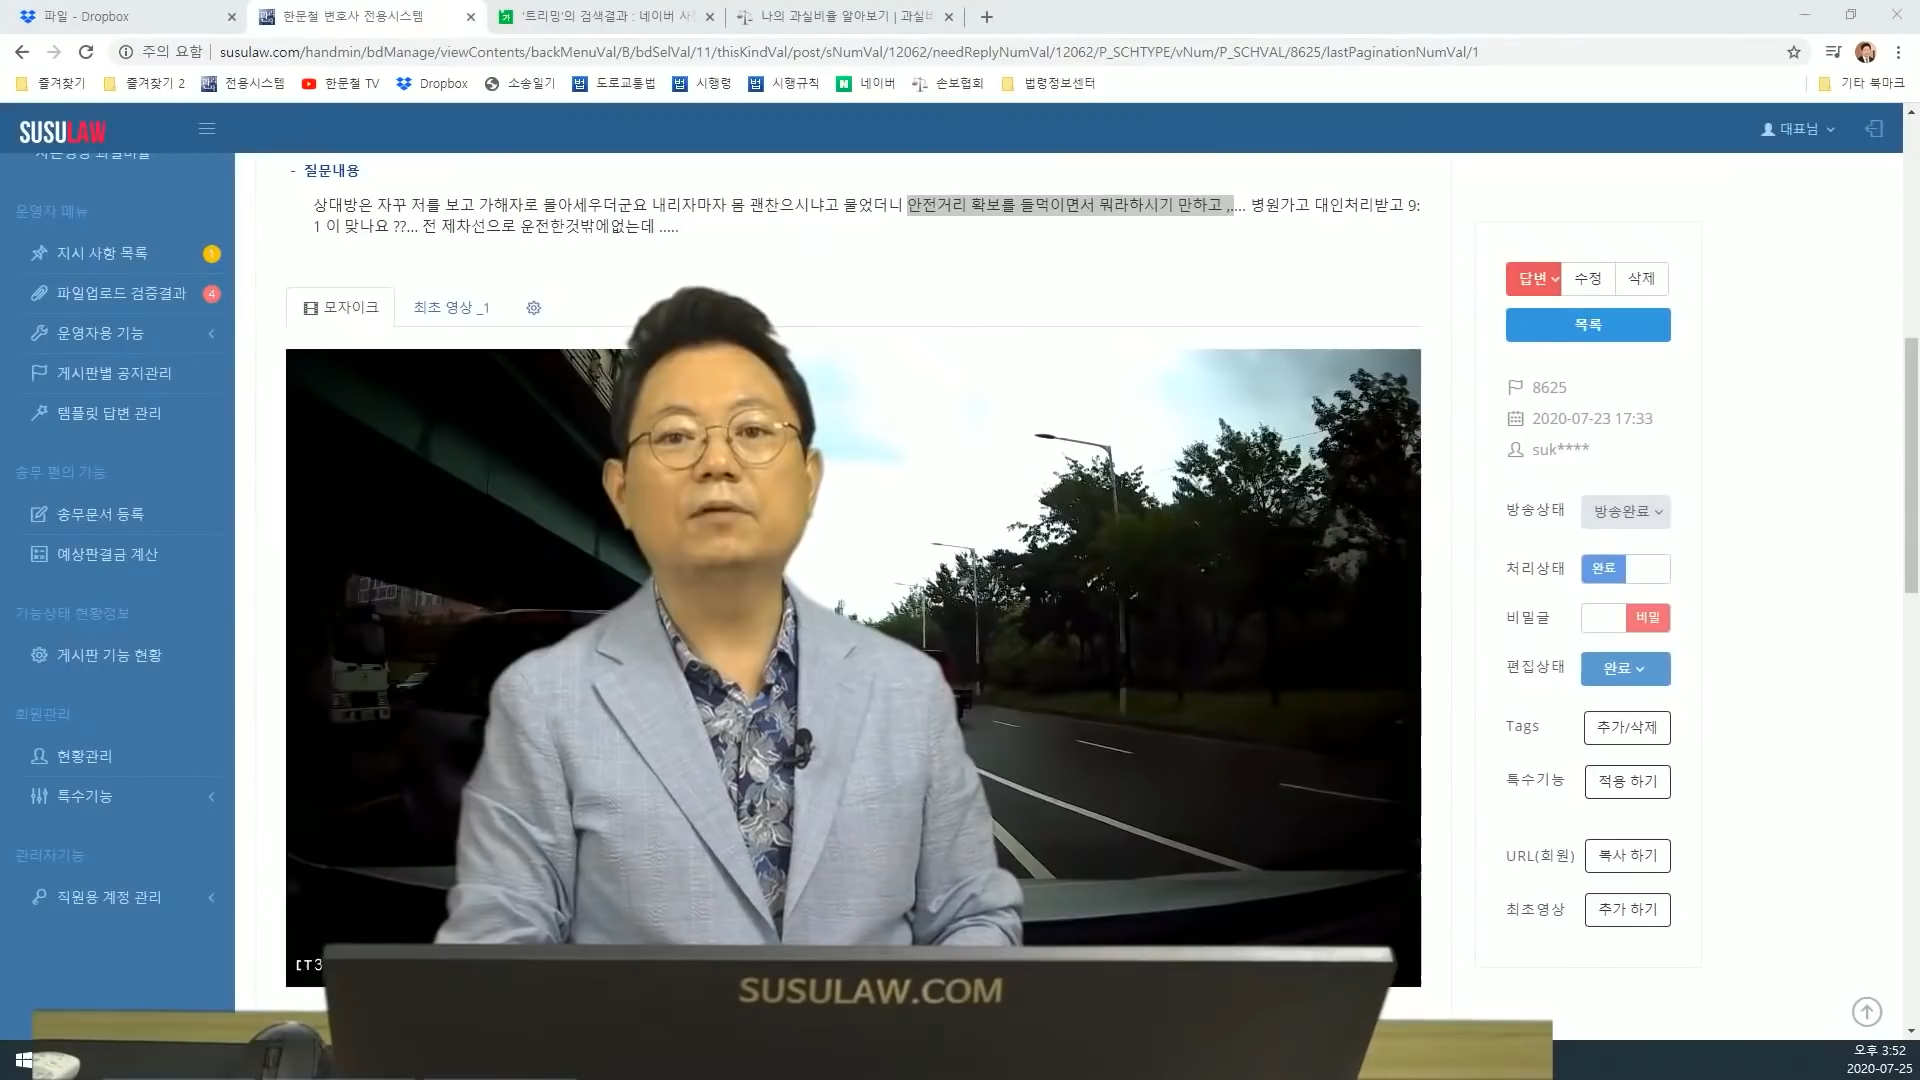 파일 - Dropbox
한문철 변호사 전용시스템
'트리밍'의 검색결과 : 네이버 사
나의 과실비율 알아보기 | 과실비
주의 요함
susulaw.com/handmin/bdManage/viewContents/backMenuVal/B/bdSelVal/11/thisKindVal/post/sNumVal/12062/needReplyNumVal/12062/P_SCHTYPE/vNum/P_SCHVAL/8625/lastPaginationNumVal/1
즐겨찾기
즐겨찾기 2
전용시스템
한문철 TV
Dropbox
소송일기
도로교통법
시행령
시행규칙
네이버
손보협회
법령정보센터
기타 북마크
SUSULAW
대표님
운영자 메뉴
지시 사항 목록
1
파일업로드 검증결과
4
운영자용 기능
게시판별 공지관리
템플릿 답변 관리
송무 편의 기능
송무문서 등록
예상판결금 계산
기능상태 현황정보
게시판 기능 현황
회원관리
현황관리
특수기능
관리자기능
직원용 계정 관리
- 질문내용
상대방은 자꾸 저를 보고 가해자로 몰아세우더군요 내리자마자 몸 괜찬으시냐고 물었더니 안전거리 확보를 들먹이면서 뭐라하시기 만하고 ,.... 병원가고 대인처리받고 9:
1 이 맞나요 ??... 전 제차선으로 운전한것밖에없는데 .....
모자이크
최초 영상 _1
[T3
SUSULAW.COM
답변
수정
삭제
목록
8625
2020-07-23 17:33
suk****
방송상태
방송완료
처리상태
완료
비밀글
비밀
편집상태
완료
Tags
추가/삭제
특수기능
적용 하기
URL(회원)
복사 하기
최초영상
추가 하기
오후 3:52
2020-07-25